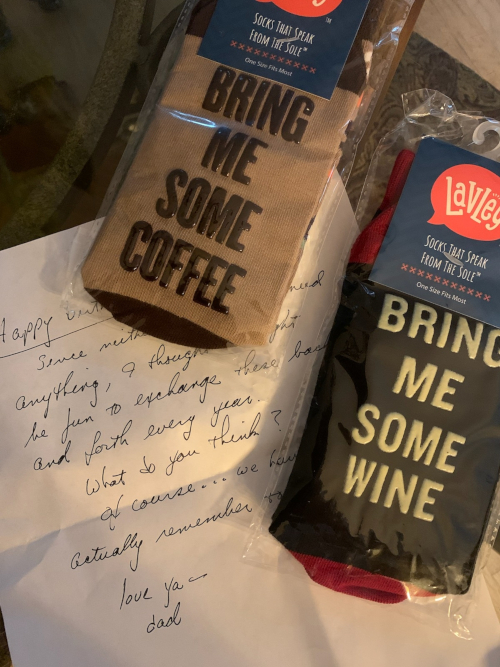 SOCKS THAT SPEAK
FROM THE SOLE®
One Size Fits Most
BRING
ME
SOME
COFFEE
LaVley
SOCKS THAT SPEAK
FROM THE SOLE®
One Size Fits Most
BRING
ME
SOME
WINE
Happy
Since need
anything, I thought
be fun to exchange these back
and forth every year.
What do you think?
Of course... we have
actually remember to
love ya—
dad